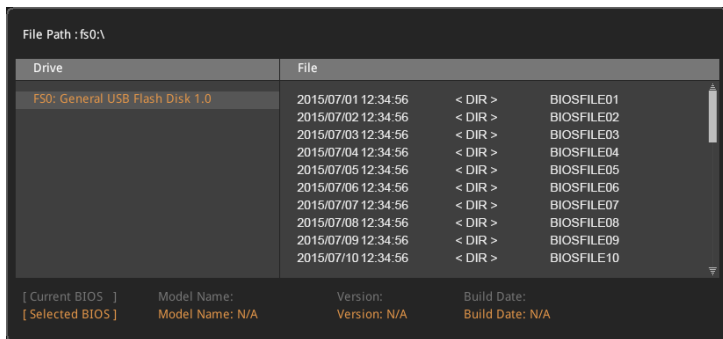 File Path : fs0:\
Drive File
FS0: General USB Flash Disk 1.0 2015/07/01 12:34:56 < DIR > BIOSFILE01
2015/07/02 12:34:56 < DIR > BIOSFILE02
2015/07/03 12:34:56 < DIR > BIOSFILE03
2015/07/04 12:34:56 < DIR > BIOSFILE04
2015/07/05 12:34:56 < DIR > BIOSFILE05
2015/07/06 12:34:56 < DIR > BIOSFILE06
2015/07/07 12:34:56 < DIR > BIOSFILE07
2015/07/08 12:34:56 < DIR > BIOSFILE08
2015/07/09 12:34:56 < DIR > BIOSFILE09
2015/07/10 12:34:56 < DIR > BIOSFILE10
[ Current BIOS ] Model Name: Version: Build Date:
[ Selected BIOS ] Model Name: N/A Version: N/A Build Date: N/A